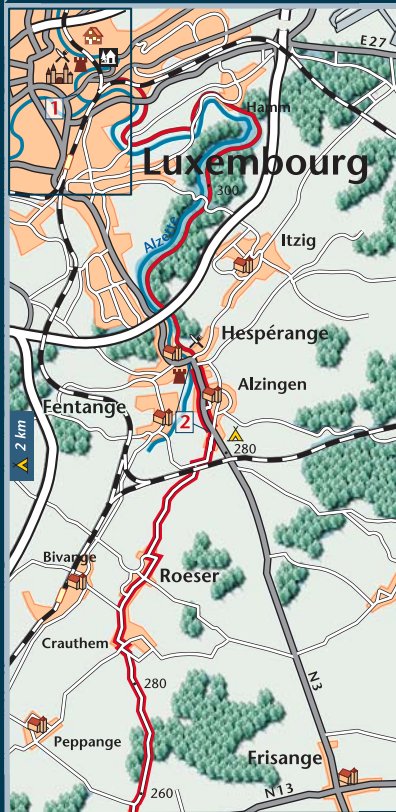 E27
1
Hamm
Luxembourg
300
Alzette
Itzig
Hespérange
Alzingen
Fentange
2
280
2 km
Bivange
Roeser
Crauthem
280
N3
Peppange
Frisange
260
N13